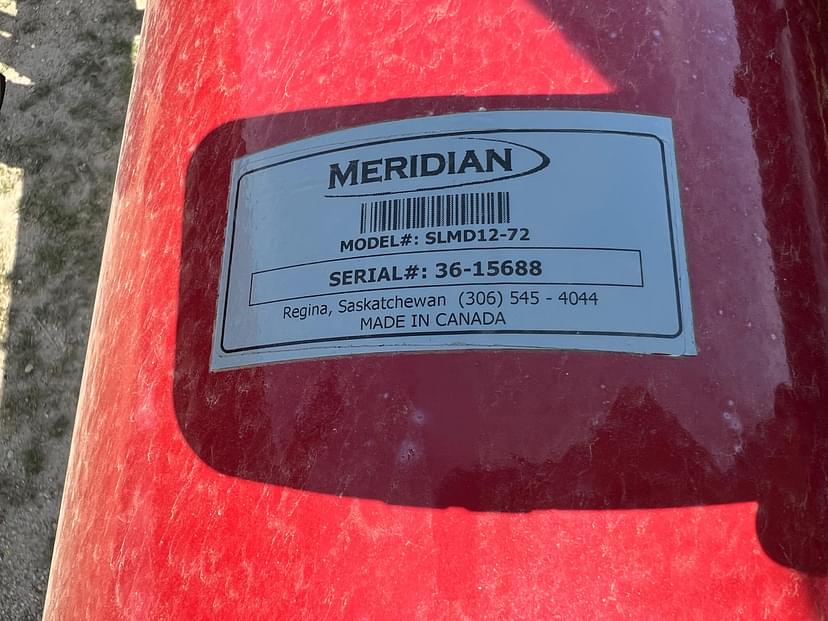 MERIDIAN
MODEL#: SLMD12-72
SERIAL#: 36-15688
Regina, Saskatchewan (306) 545 - 4044
MADE IN CANADA